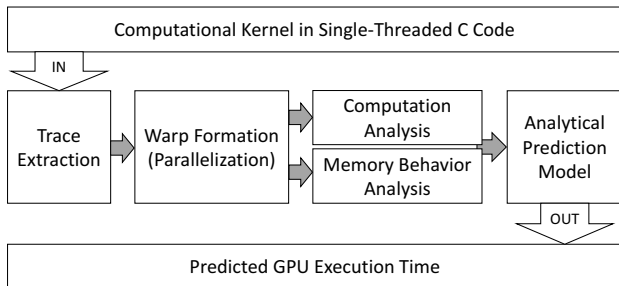 Computational Kernel in Single-Threaded C Code
IN
Trace
Extraction
Warp Formation
(Parallelization)
Computation
Analysis
Memory Behavior
Analysis
Analytical
Prediction
Model
OUT
Predicted GPU Execution Time